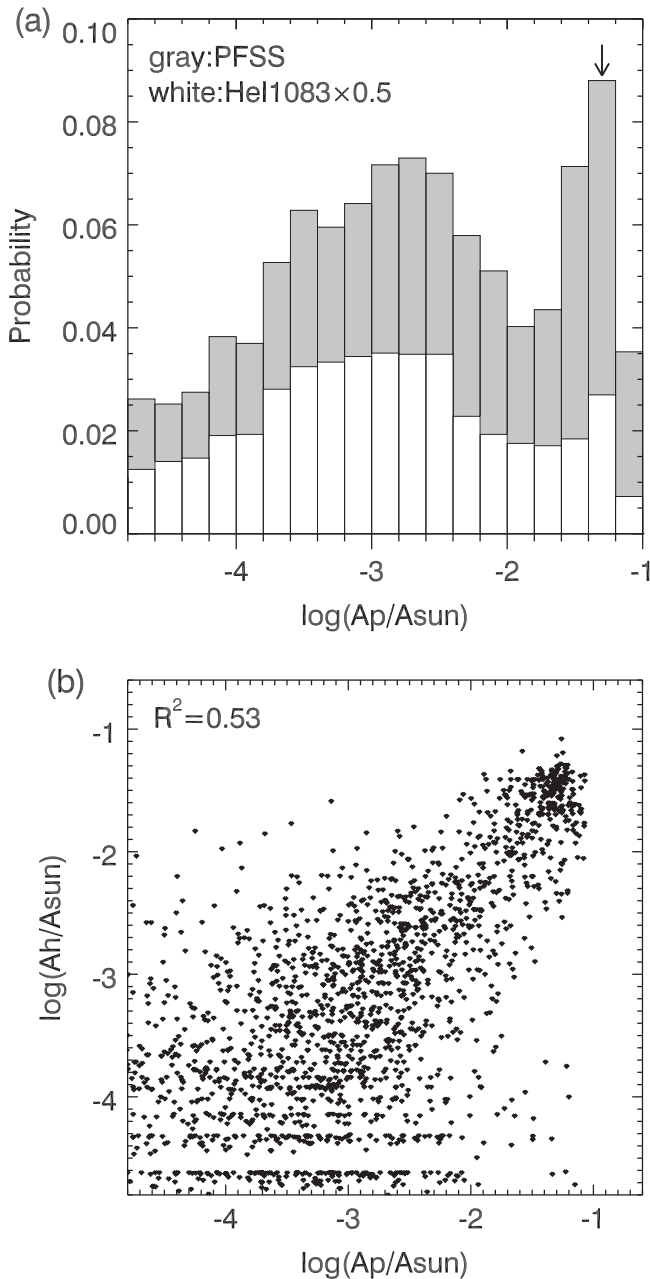 (a)
gray:PFSS
white:HeI1083×0.5
0.10
0.08
0.06
0.04
0.02
0.00
Probability
-4 -3 -2 -1
log(Ap/Asun)
(b)
R²=0.53
-1
-2
-3
-4
log(Ah/Asun)
-4 -3 -2 -1
log(Ap/Asun)